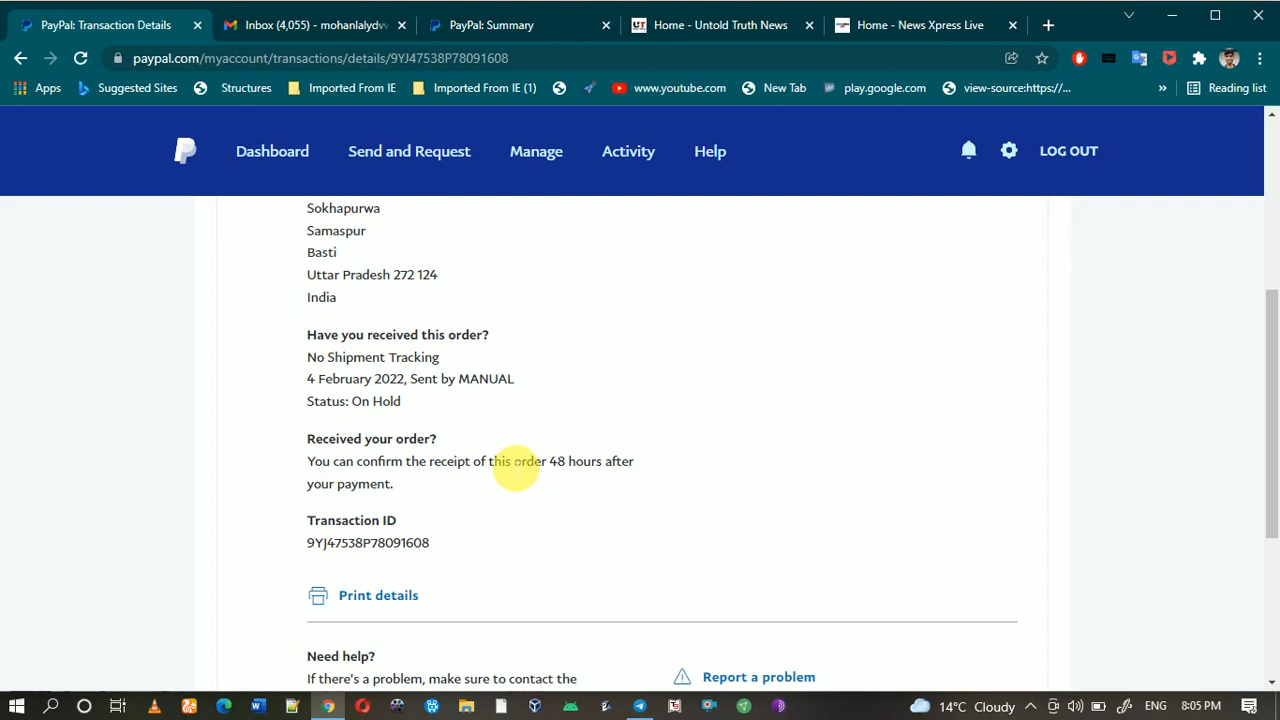 PayPal: Transaction Details
Inbox (4,055) - mohanlalydvv
PayPal: Summary
Home - Untold Truth News
Home - News Xpress Live
paypal.com/myaccount/transactions/details/9YJ47538P78091608
Apps
Suggested Sites
Structures
Imported From IE
Imported From IE (1)
www.youtube.com
New Tab
play.google.com
view-source:https://...
»
Reading list
Dashboard
Send and Request
Manage
Activity
Help
LOG OUT
Sokhapurwa
Samaspur
Basti
Uttar Pradesh 272 124
India
Have you received this order?
No Shipment Tracking
4 February 2022, Sent by MANUAL
Status: On Hold
Received your order?
You can confirm the receipt of this order 48 hours after
your payment.
Transaction ID
9YJ47538P78091608
Print details
Need help?
If there's a problem, make sure to contact the
Report a problem
14°C Cloudy
ENG
8:05 PM